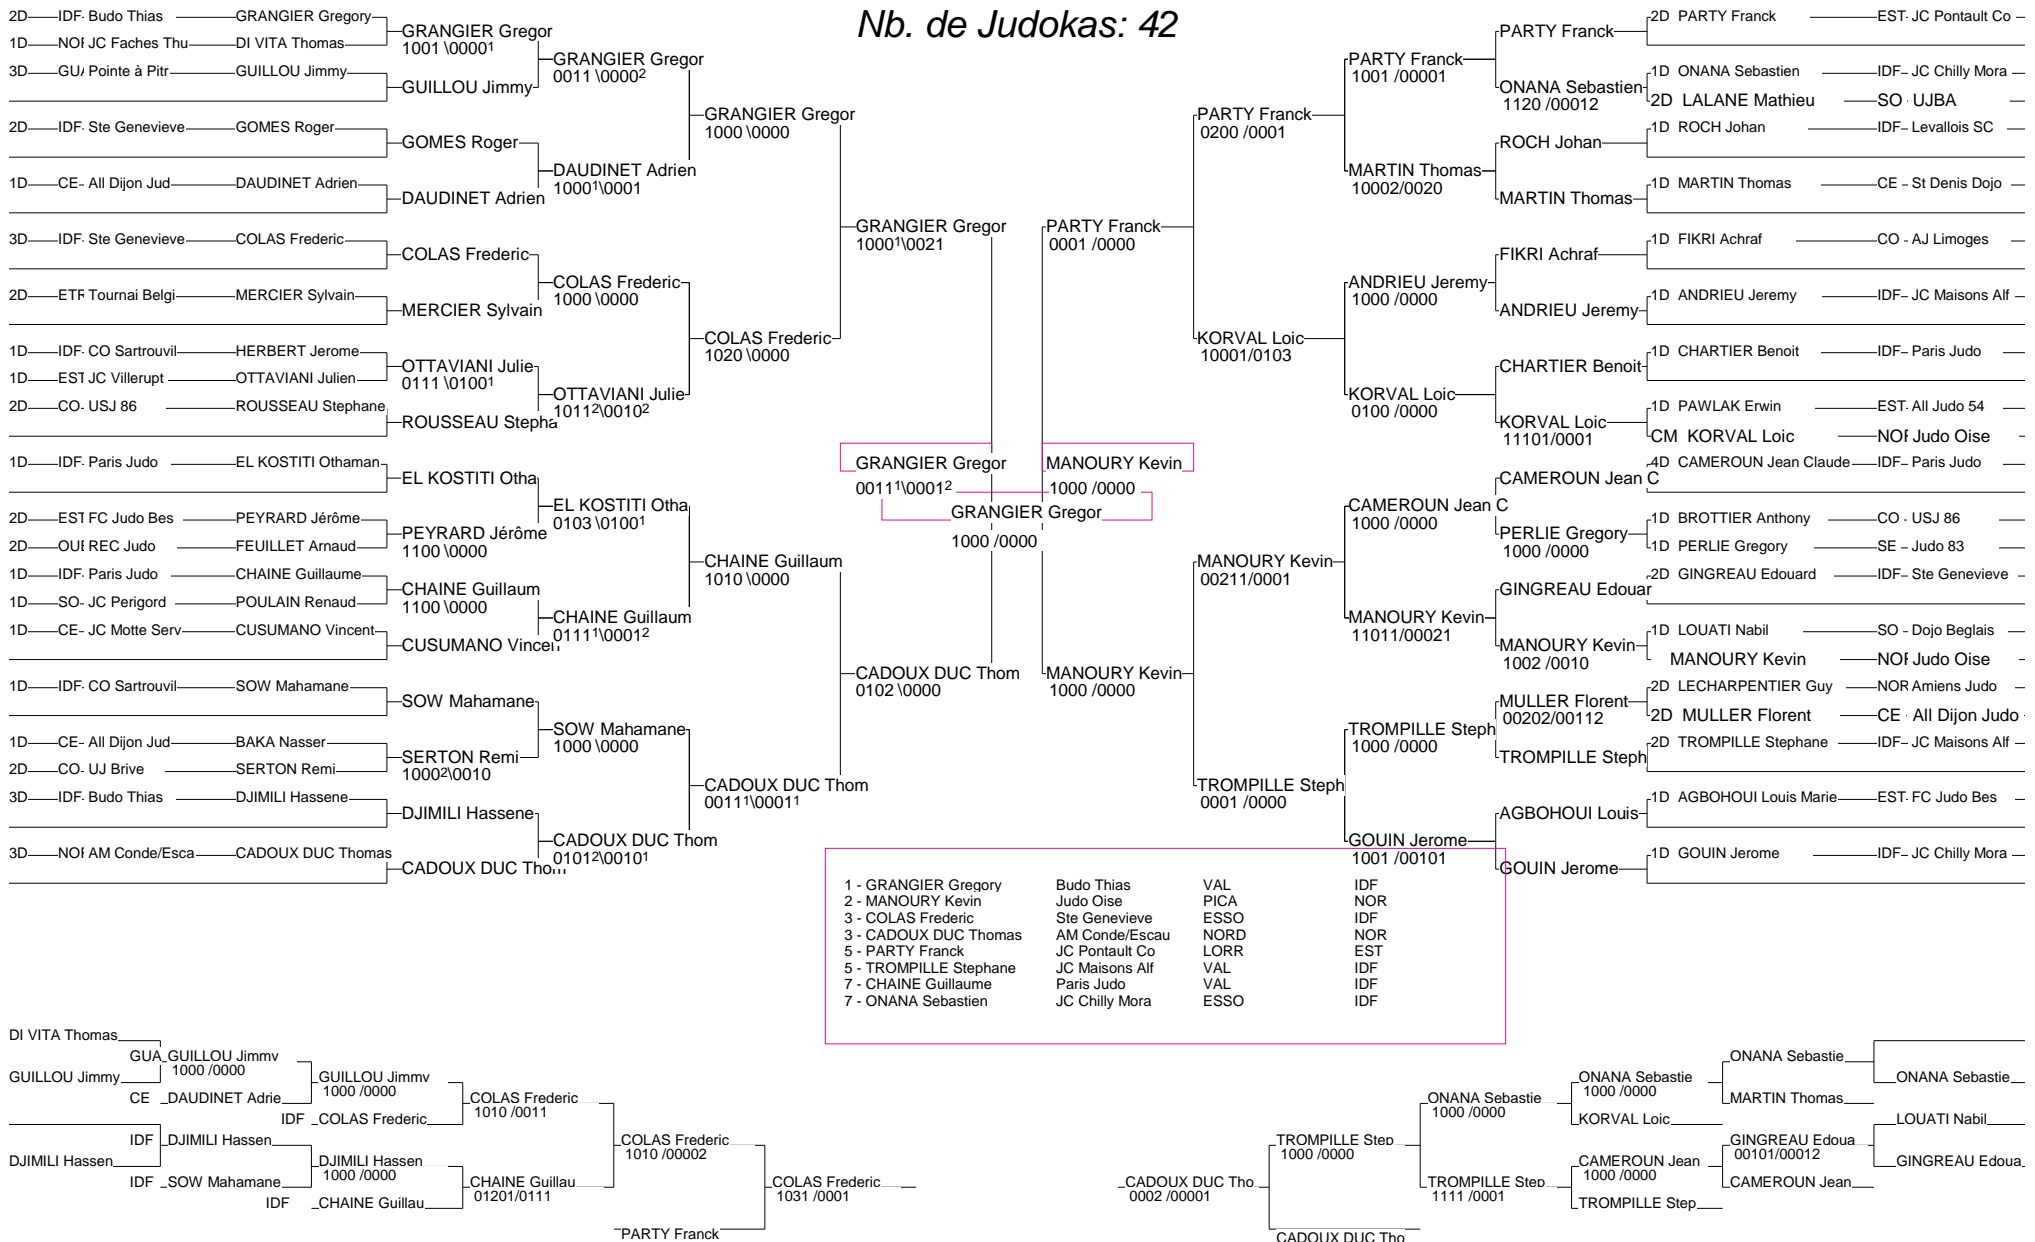 Nb. de Judokas: 42
2D IDF- Budo Thias GRANGIER Gregory
1D NOF JC Faches Thu DI VITA Thomas
3D GUA Pointe à Pitr GUILLOU Jimmy
2D IDF- Ste Genevieve GOMES Roger
1D CE- All Dijon Jud DAUDINET Adrien
3D IDF- Ste Genevieve COLAS Frederic
2D ETR Tournai Belgi MERCIER Sylvain
1D IDF- CO Sartrouvil HERBERT Jerome
1D EST JC Villerupt OTTAVIANI Julien
2D CO- USJ 86 ROUSSEAU Stephane
1D IDF- Paris Judo EL KOSTITI Othaman
2D EST FC Judo Bes PEYRARD Jérôme
2D OUE REC Judo FEUILLET Arnaud
1D IDF- Paris Judo CHAINE Guillaume
1D SO- JC Perigord POULAIN Renaud
1D CE- JC Motte Serv CUSUMANO Vincent
1D IDF- CO Sartrouvil SOW Mahamane
1D CE- All Dijon Jud BAKA Nasser
2D CO- UJ Brive SERTON Remi
3D IDF- Budo Thias DJIMILI Hassene
3D NOF AM Conde/Esca CADOUX DUC Thomas
GRANGIER Gregor
1001 \0000¹
GUILLOU Jimmy
GOMES Roger
DAUDINET Adrien
COLAS Frederic
MERCIER Sylvain
OTTAVIANI Julie
0111 \0100¹
ROUSSEAU Stepha
EL KOSTITI Otha
PEYRARD Jérôme
1100 \0000
CHAINE Guillaum
1100 \0000
CUSUMANO Vincen
SOW Mahamane
SERTON Remi
1000²\0010
DJIMILI Hassene
CADOUX DUC Thom
GRANGIER Gregor
0011 \0000²
DAUDINET Adrien
1000¹\0001
COLAS Frederic
1000 \0000
OTTAVIANI Julie
1011²\0010²
EL KOSTITI Otha
0103 \0100¹
CHAINE Guillaum
0111¹\0001²
SOW Mahamane
1000 \0000
CADOUX DUC Thom
0101²\0010¹
GRANGIER Gregor
1000 \0000
COLAS Frederic
1020 \0000
CHAINE Guillaum
1010 \0000
CADOUX DUC Thom
0011¹\0001¹
GRANGIER Gregor
1000¹\0021
CADOUX DUC Thom
0102 \0000
GRANGIER Gregor
0011¹\0001²
MANOURY Kevin
1000 /0000
GRANGIER Gregor
1000 /0000
PARTY Franck
0001 /0000
MANOURY Kevin
1000 /0000
PARTY Franck
0200 /0001
KORVAL Loic
10001/0103
MANOURY Kevin
00211/0001
TROMPILLE Steph
0001 /0000
PARTY Franck
1001 /00001
MARTIN Thomas
10002/0020
ANDRIEU Jeremy
1000 /0000
KORVAL Loic
0100 /0000
CAMEROUN Jean C
1000 /0000
MANOURY Kevin
11011/00021
TROMPILLE Steph
1000 /0000
GOUIN Jerome
1001 /00101
PARTY Franck
ONANA Sebastien
1120 /00012
ROCH Johan
MARTIN Thomas
FIKRI Achraf
ANDRIEU Jeremy
CHARTIER Benoit
KORVAL Loic
11101/0001
CAMEROUN Jean C
PERLIE Gregory
1000 /0000
GINGREAU Edouar
MANOURY Kevin
1002 /0010
MULLER Florent
00202/00112
TROMPILLE Steph
AGBOHOUI Louis
GOUIN Jerome
2D PARTY Franck EST- JC Pontault Co
1D ONANA Sebastien IDF- JC Chilly Mora
2D LALANE Mathieu SO - UJBA
1D ROCH Johan IDF- Levallois SC
1D MARTIN Thomas CE - St Denis Dojo
1D FIKRI Achraf CO - AJ Limoges
1D ANDRIEU Jeremy IDF- JC Maisons Alf
1D CHARTIER Benoit IDF- Paris Judo
1D PAWLAK Erwin EST- All Judo 54
CM KORVAL Loic NOF Judo Oise
4D CAMEROUN Jean Claude IDF- Paris Judo
1D BROTTIER Anthony CO - USJ 86
1D PERLIE Gregory SE - Judo 83
2D GINGREAU Edouard IDF- Ste Genevieve
1D LOUATI Nabil SO - Dojo Beglais
MANOURY Kevin NOF Judo Oise
2D LECHARPENTIER Guy NOR Amiens Judo
2D MULLER Florent CE - All Dijon Judo
2D TROMPILLE Stephane IDF- JC Maisons Alf
1D AGBOHOUI Louis Marie EST- FC Judo Bes
1D GOUIN Jerome IDF- JC Chilly Mora
1 - GRANGIER Gregory Budo Thias VAL IDF
2 - MANOURY Kevin Judo Oise PICA NOR
3 - COLAS Frederic Ste Genevieve ESSO IDF
3 - CADOUX DUC Thomas AM Conde/Escau NORD NOR
5 - PARTY Franck JC Pontault Co LORR EST
5 - TROMPILLE Stephane JC Maisons Alf VAL IDF
7 - CHAINE Guillaume Paris Judo VAL IDF
7 - ONANA Sebastien JC Chilly Mora ESSO IDF
DI VITA Thomas
GUILLOU Jimmy
DJIMILI Hassen
GUA GUILLOU Jimmy
1000 /0000
CE DAUDINET Adrie
IDF DJIMILI Hassen
IDF SOW Mahamane
GUILLOU Jimmy
1000 /0000
IDF COLAS Frederic
DJIMILI Hassen
1000 /0000
IDF CHAINE Guillau
COLAS Frederic
1010 /0011
CHAINE Guillau
01201/0111
COLAS Frederic
1010 /00002
PARTY Franck
COLAS Frederic
1031 /0001
CADOUX DUC Tho
0002 /00001
TROMPILLE Step
1000 /0000
CADOUX DUC Tho
ONANA Sebastie
1000 /0000
TROMPILLE Step
1111 /0001
ONANA Sebastie
1000 /0000
KORVAL Loic
CAMEROUN Jean
1000 /0000
TROMPILLE Step
ONANA Sebastie
MARTIN Thomas
GINGREAU Edoua
00101/00012
CAMEROUN Jean
ONANA Sebastie
LOUATI Nabil
GINGREAU Edoua